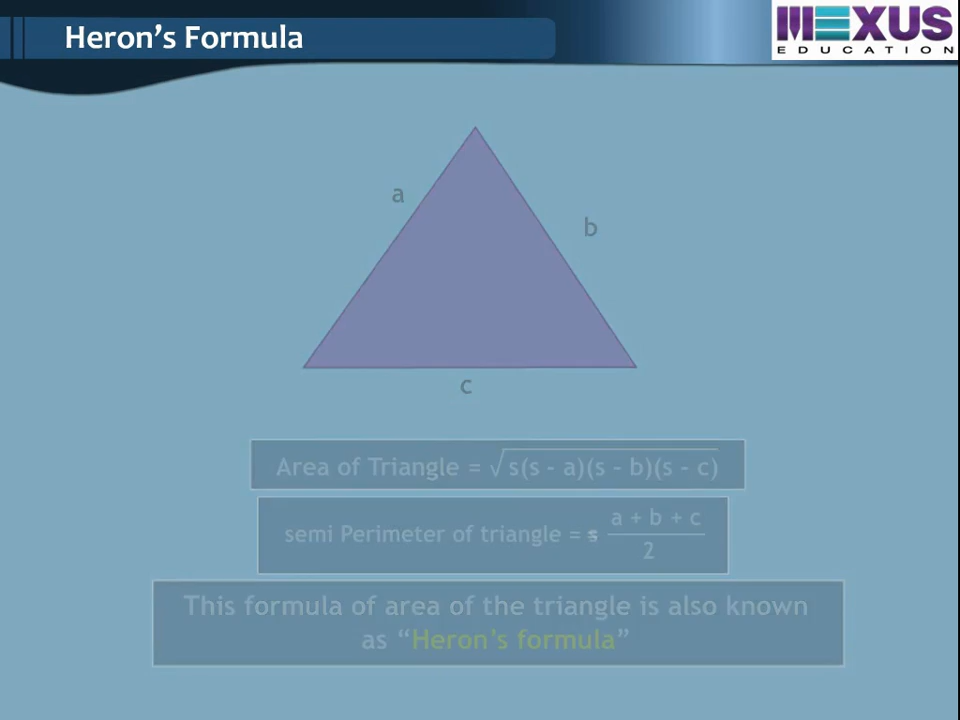 Heron's Formula
MEXUS
EDUCATION
a
b
c
Area of Triangle = √s(s - a)(s - b)(s - c)
semi Perimeter of triangle = s a + b + c
2
This formula of area of the triangle is also known
as “Heron's formula”